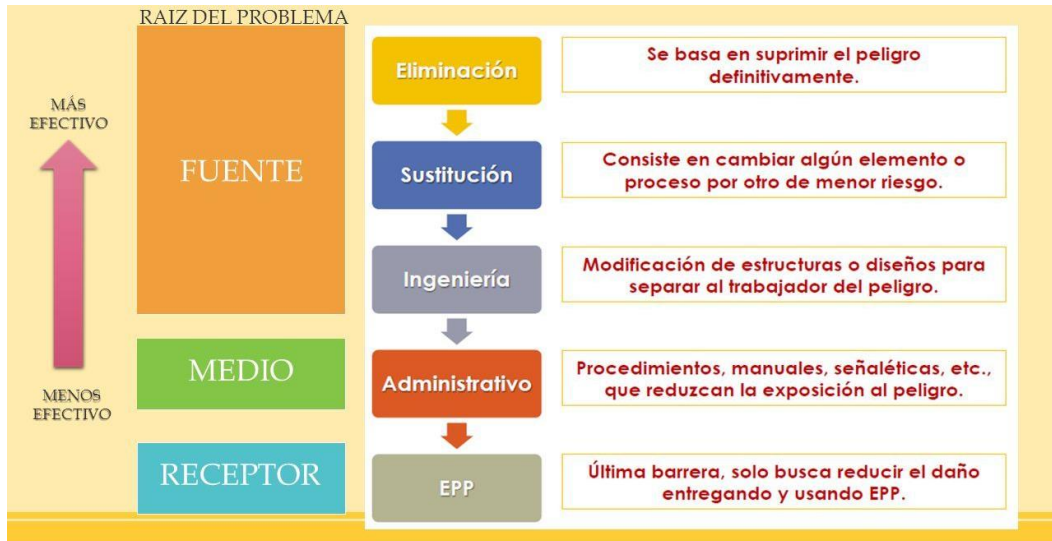 RAIZ DEL PROBLEMA
MÁS
EFECTIVO
MENOS
EFECTIVO
FUENTE
MEDIO
RECEPTOR
Eliminación
Se basa en suprimir el peligro
definitivamente.
Sustitución
Consiste en cambiar algún elemento o
proceso por otro de menor riesgo.
Ingeniería
Modificación de estructuras o diseños para
separar al trabajador del peligro.
Administrativo
Procedimientos, manuales, señaléticas, etc.,
que reduzcan la exposición al peligro.
EPP
Última barrera, solo busca reducir el daño
entregando y usando EPP.